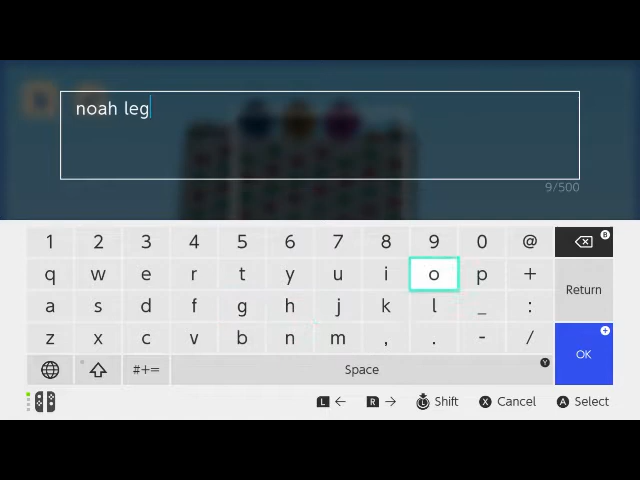 noah leg
9/500
1 2 3 4 5 6 7 8 9 0 @ B
q w e r t y u i o p + Return
a s d f g h j k l _ :
z x c v b n m , . - / OK +
#+= Space Y
L ← R → L Shift X Cancel A Select